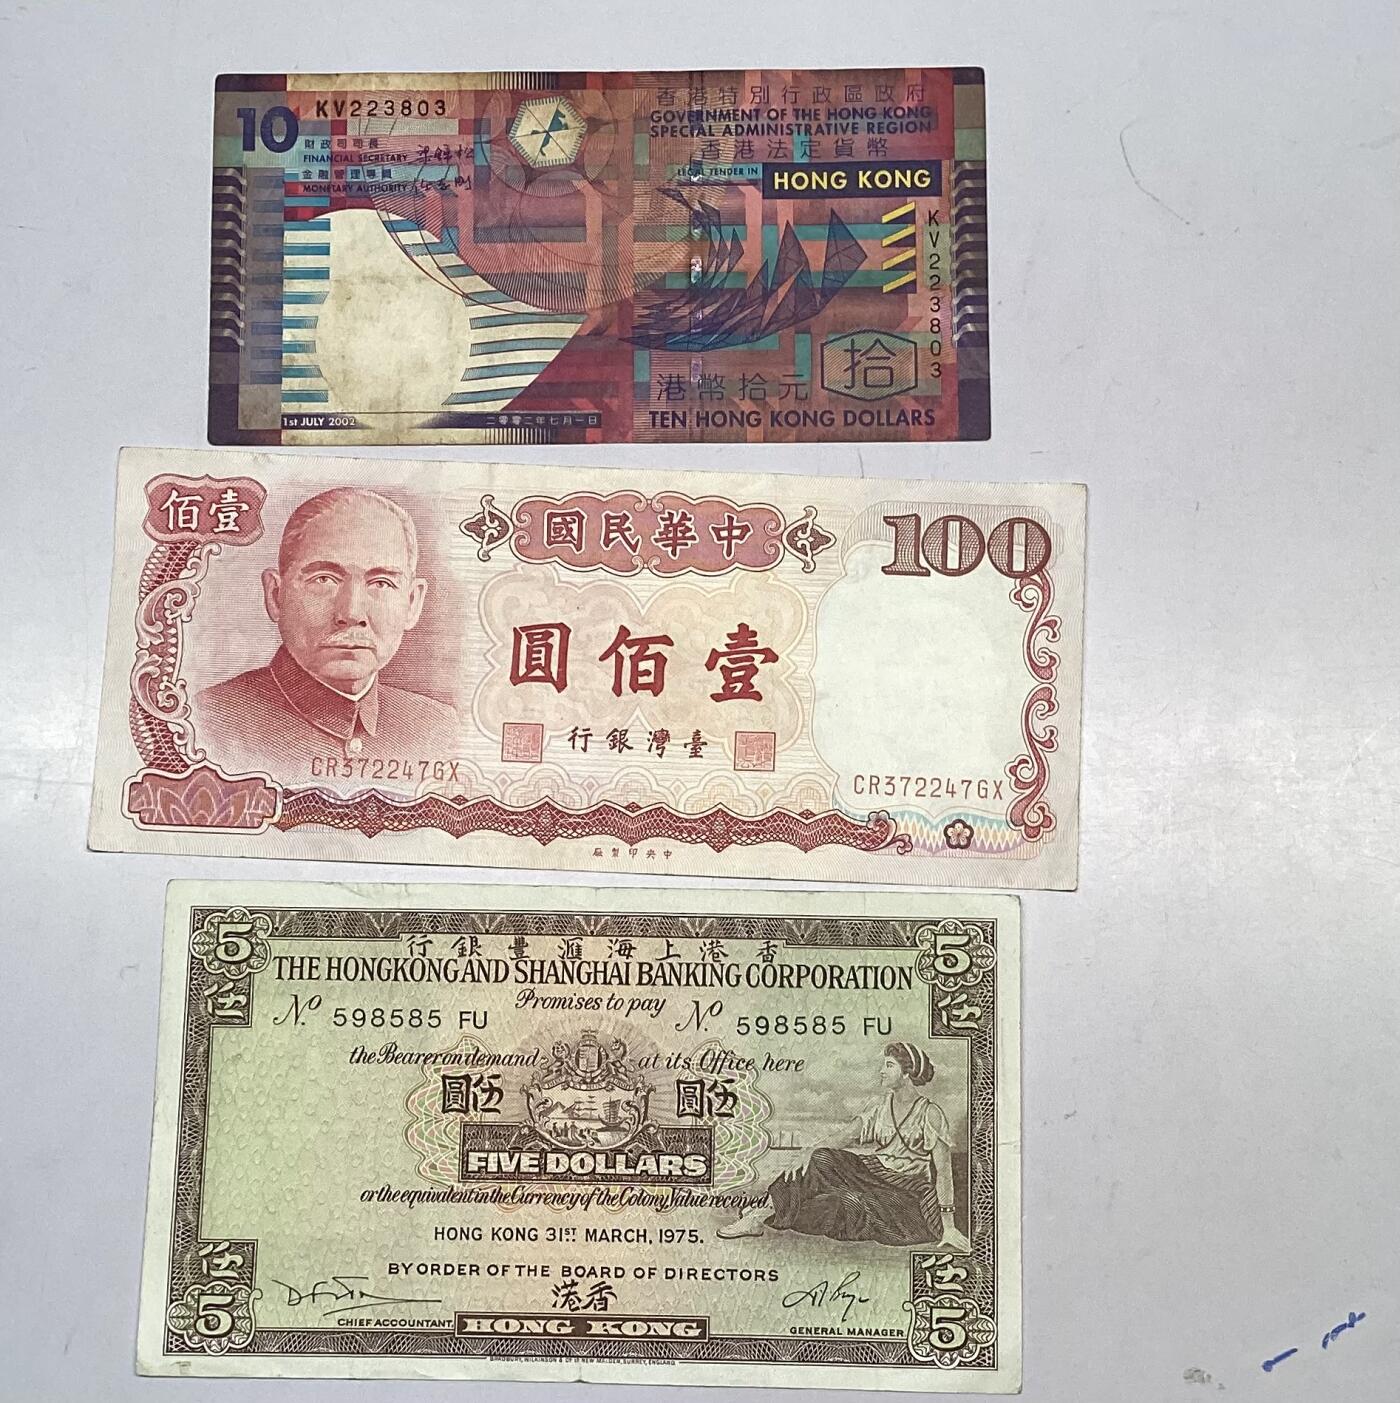 10 KV223803
財政司司長
FINANCIAL SECRETARY
金融管理專員
MONETARY AUTHORITY
香港特別行政區政府
GOVERNMENT OF THE HONG KONG
SPECIAL ADMINISTRATIVE REGION
香港法定貨幣
LEGAL TENDER IN HONG KONG
KV223803
拾
港幣拾元
TEN HONG KONG DOLLARS
1st JULY 2002 二零零二年七月一日
佰壹
國民華中
100
圓佰壹
行銀灣臺
CR372247GX
CR372247GX
廠製印央中
5 5
行銀豐滙海上港香
THE HONGKONG AND SHANGHAI BANKING CORPORATION
伍 伍
Promises to pay
No. 598585 FU No. 598585 FU
the Bearer on demand at its Office here
圓伍 圓伍
FIVE DOLLARS
or the equivalent in the Currency of the Colony, Value received.
HONG KONG 31ST MARCH, 1975.
BY ORDER OF THE BOARD OF DIRECTORS
伍 伍
港香
5 5
CHIEF ACCOUNTANT. HONG KONG GENERAL MANAGER.
BRADBURY, WILKINSON & Co Ld NEW MALDEN, SURREY, ENGLAND